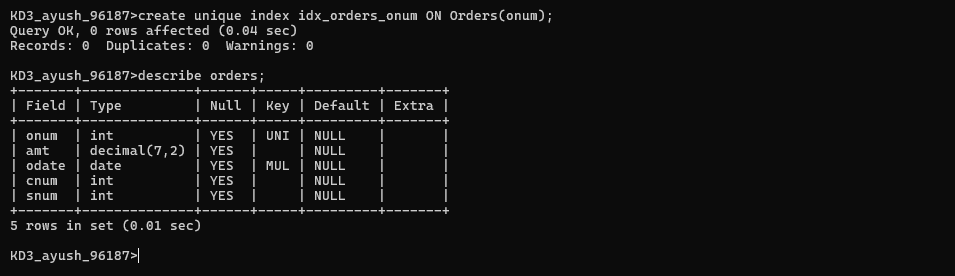 KD3_ayush_96187>create unique index idx_orders_onum ON Orders(onum);
Query OK, 0 rows affected (0.04 sec)
Records: 0  Duplicates: 0  Warnings: 0

KD3_ayush_96187>describe orders;
+-------+--------------+------+-----+---------+-------+
| Field | Type         | Null | Key | Default | Extra |
+-------+--------------+------+-----+---------+-------+
| onum  | int          | YES  | UNI | NULL    |       |
| amt   | decimal(7,2) | YES  |     | NULL    |       |
| odate | date         | YES  | MUL | NULL    |       |
| cnum  | int          | YES  |     | NULL    |       |
| snum  | int          | YES  |     | NULL    |       |
+-------+--------------+------+-----+---------+-------+
5 rows in set (0.01 sec)

KD3_ayush_96187>